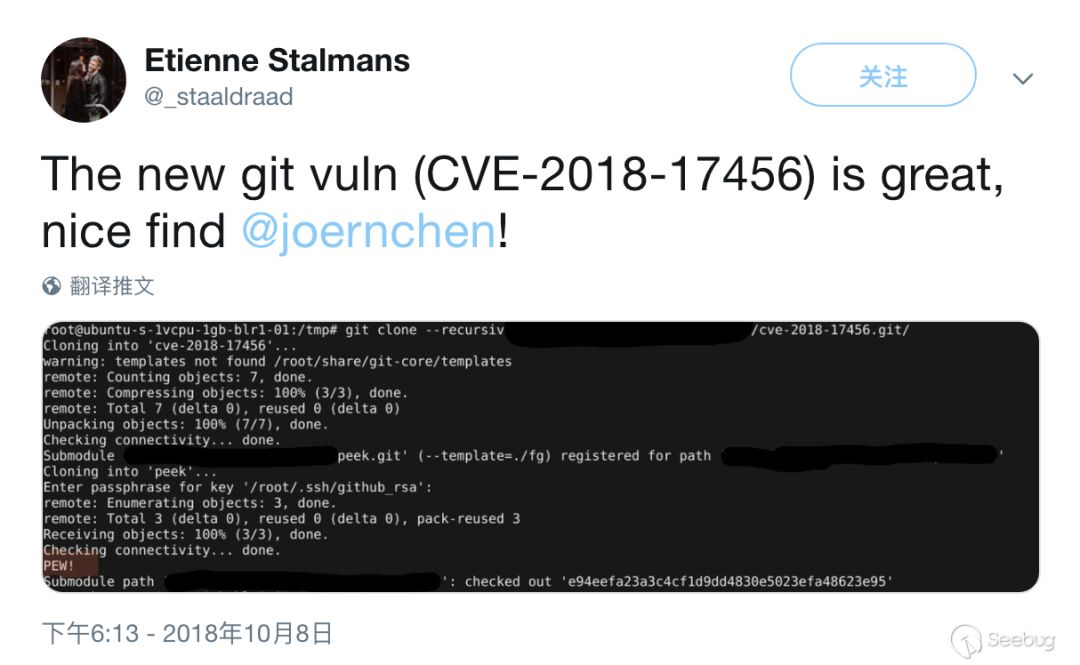 Etienne Stalmans
@_staaldraad
关注
The new git vuln (CVE-2018-17456) is great,
nice find @joernchen!
翻译推文
root@ubuntu-s-1vcpu-1gb-blr1-01:/tmp# git clone --recursiv /cve-2018-17456.git/
Cloning into 'cve-2018-17456'...
warning: templates not found /root/share/git-core/templates
remote: Counting objects: 7, done.
remote: Compressing objects: 100% (3/3), done.
remote: Total 7 (delta 0), reused 0 (delta 0)
Unpacking objects: 100% (7/7), done.
Checking connectivity... done.
Submodule peek.git' (--template=./fg) registered for path '
Cloning into 'peek'...
Enter passphrase for key '/root/.ssh/github_rsa':
remote: Enumerating objects: 3, done.
remote: Total 3 (delta 0), reused 0 (delta 0), pack-reused 3
Receiving objects: 100% (3/3), done.
Checking connectivity... done.
PEW!
Submodule path ': checked out 'e94eefa23a3c4cf1d9dd4830e5023efa48623e95'
下午6:13 - 2018年10月8日
Seebug